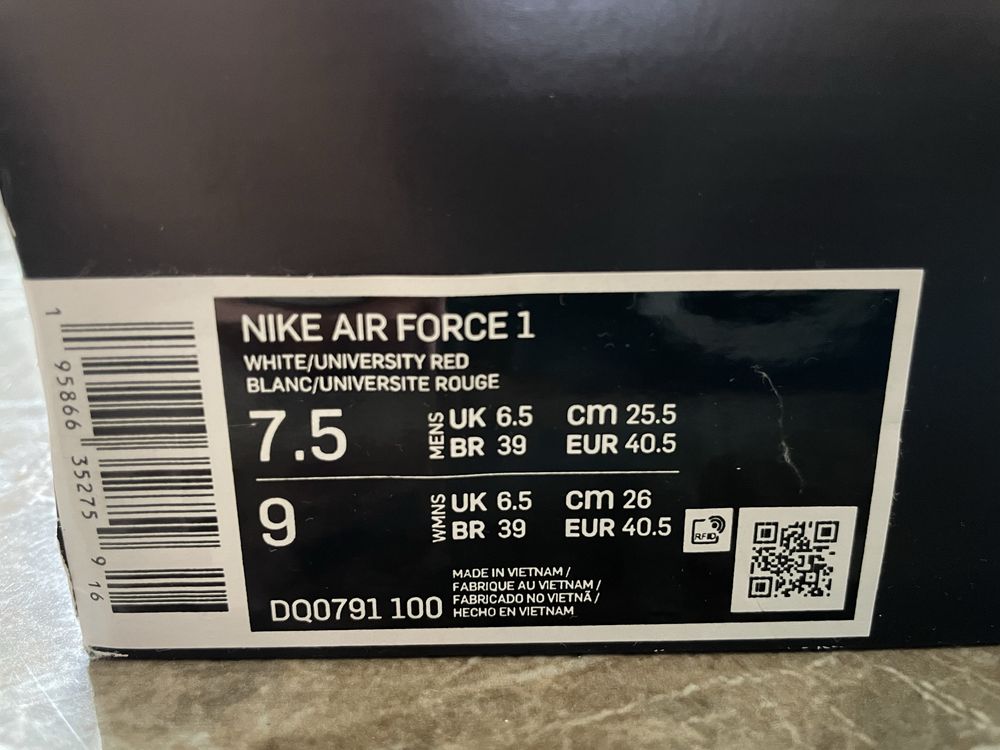 NIKE AIR FORCE 1
WHITE/UNIVERSITY RED
BLANC/UNIVERSITE ROUGE
7.5 MENS UK 6.5 cm 25.5
BR 39 EUR 40.5
9 WMNS UK 6.5 cm 26
BR 39 EUR 40.5
RFID
MADE IN VIETNAM /
FABRIQUE AU VIETNAM /
FABRICADO NO VIETNÃ /
HECHO EN VIETNAM
DQ0791 100
1 95866 35275 9 16